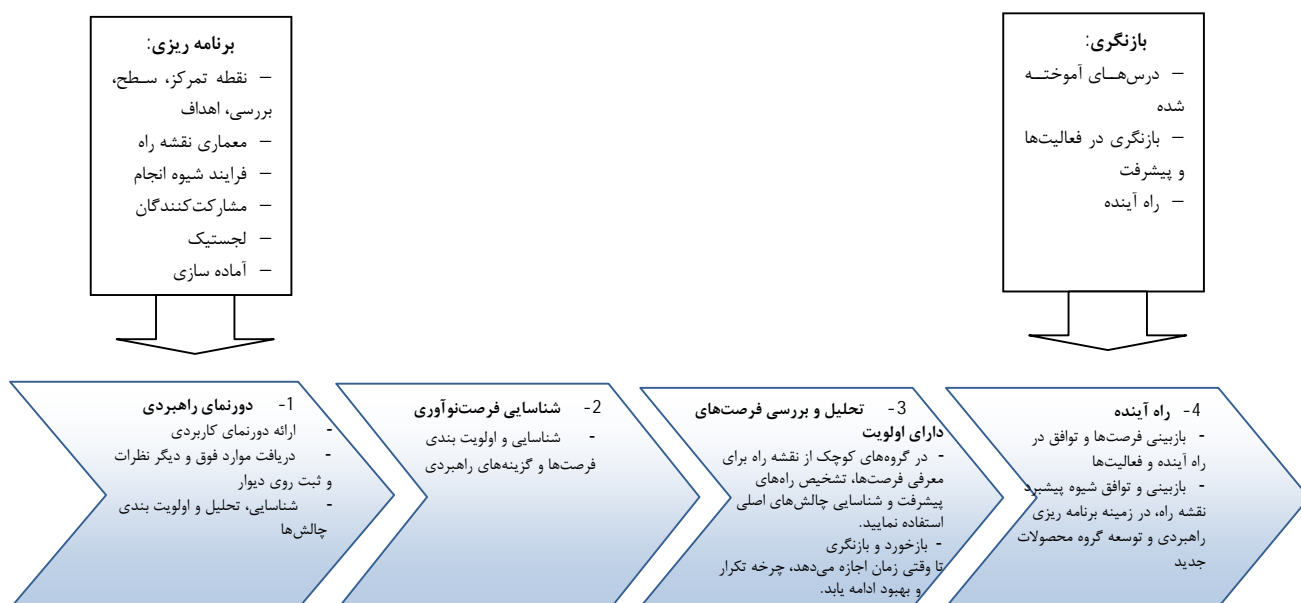 برنامه ریزی:
– نقطه تمرکز، سـطح،
بررسی، اهداف
– معماری نقشه راه
– فرایند شیوه انجام
– مشارکت‌کنندگان
– لجستیک
– آماده سازی
بازنگری:
– درس‌هــای آموختــه
شده
– بازنگری در فعالیت‌ها
و پیشرفت
– راه آینده
1- دورنمای راهبردی
- ارائه دورنمای کاربردی
- دریافت موارد فوق و دیگر نظرات
و ثبت روی دیوار
- شناسایی، تحلیل و اولویت بندی
چالش‌ها
2- شناسایی فرصت‌نوآوری
- شناسایی و اولویت بندی
فرصت‌ها و گزینه‌های راهبردی
3- تحلیل و بررسی فرصت‌های
دارای اولویت
- در گروه‌های کوچک از نقشه راه برای
معرفی فرصت‌ها، تشخیص راه‌های
پیشرفت و شناسایی چالش‌های اصلی
استفاده نمایید.
- بازخورد و بازنگری
تا وقتی زمان اجازه می‌دهد، چرخه تکرار
و بهبود ادامه یابد.
4- راه آینده
- بازبینی فرصت‌ها و توافق در
راه آینده و فعالیت‌ها
- بازبینی و توافق شیوه پیشبرد
نقشه راه، در زمینه برنامه ریزی
راهبردی و توسعه گروه محصولات
جدید